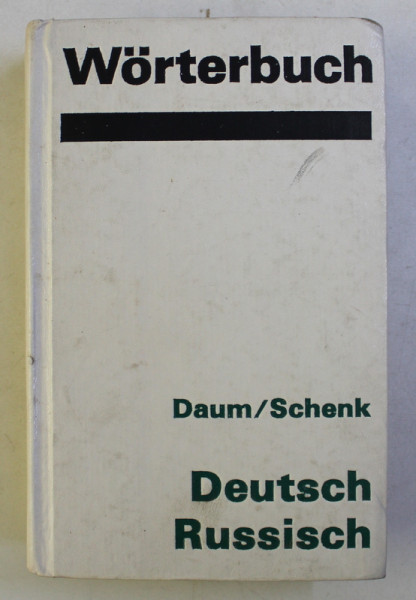 Wörterbuch
Daum/Schenk
Deutsch
Russisch